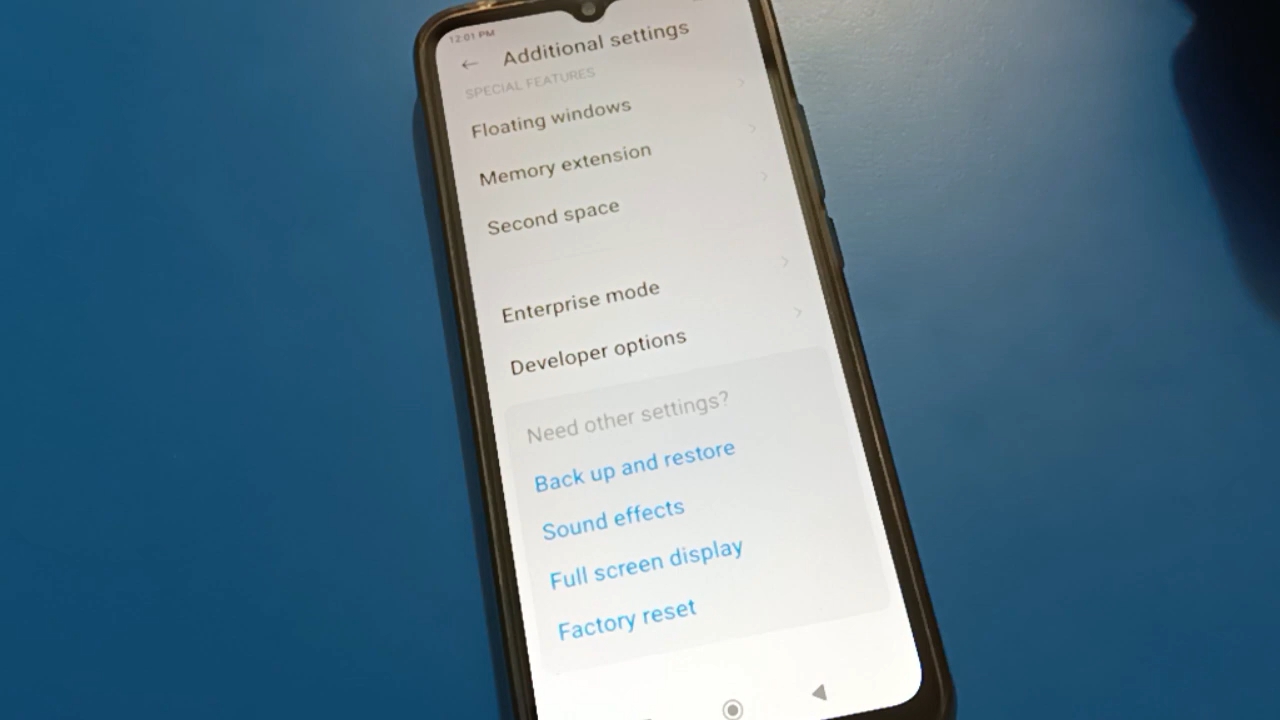 12:01 PM
Additional settings
SPECIAL FEATURES
Floating windows
Memory extension
Second space
Enterprise mode
Developer options
Need other settings?
Back up and restore
Sound effects
Full screen display
Factory reset